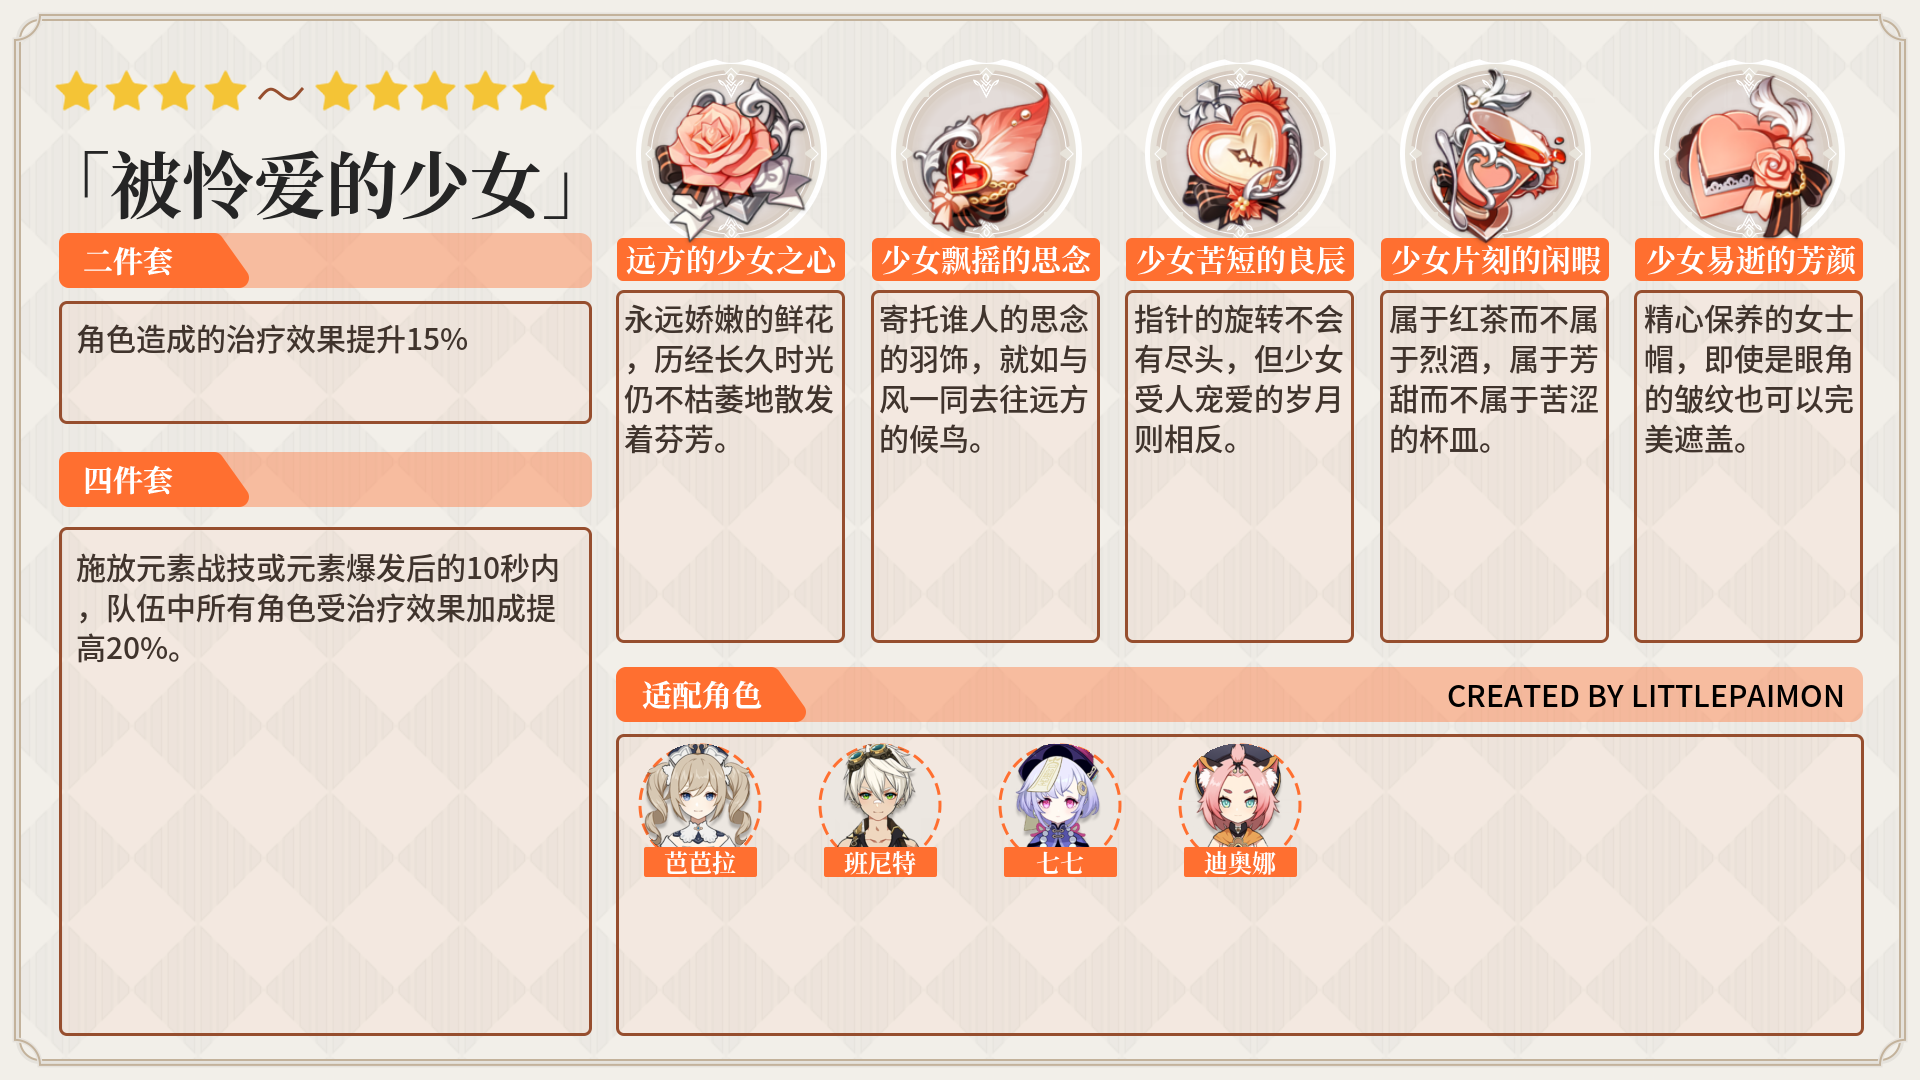 「被怜爱的少女」
二件套
角色造成的治疗效果提升15%
四件套
施放元素战技或元素爆发后的10秒内
，队伍中所有角色受治疗效果加成提
高20%。
远方的少女之心
永远娇嫩的鲜花
，历经长久时光
仍不枯萎地散发
着芬芳。
少女飘摇的思念
寄托谁人的思念
的羽饰，就如与
风一同去往远方
的候鸟。
少女苦短的良辰
指针的旋转不会
有尽头，但少女
受人宠爱的岁月
则相反。
少女片刻的闲暇
属于红茶而不属
于烈酒，属于芳
甜而不属于苦涩
的杯皿。
少女易逝的芳颜
精心保养的女士
帽，即使是眼角
的皱纹也可以完
美遮盖。
适配角色
CREATED BY LITTLEPAIMON
芭芭拉
班尼特
七七
迪奥娜